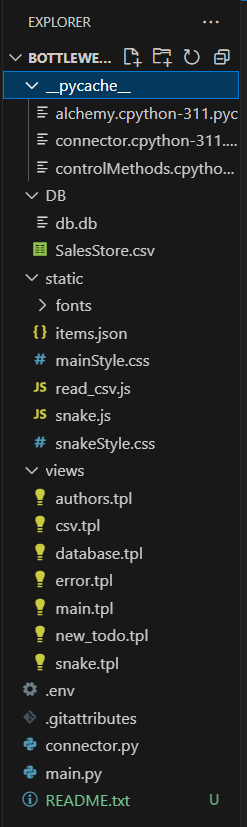 EXPLORER
BOTTLEWE...
__pycache__
alchemy.cpython-311.pyc
connector.cpython-311....
controlMethods.cpytho...
DB
db.db
SalesStore.csv
static
fonts
items.json
mainStyle.css
JS read_csv.js
JS snake.js
snakeStyle.css
views
authors.tpl
csv.tpl
database.tpl
error.tpl
main.tpl
new_todo.tpl
snake.tpl
.env
.gitattributes
connector.py
main.py
README.txt U